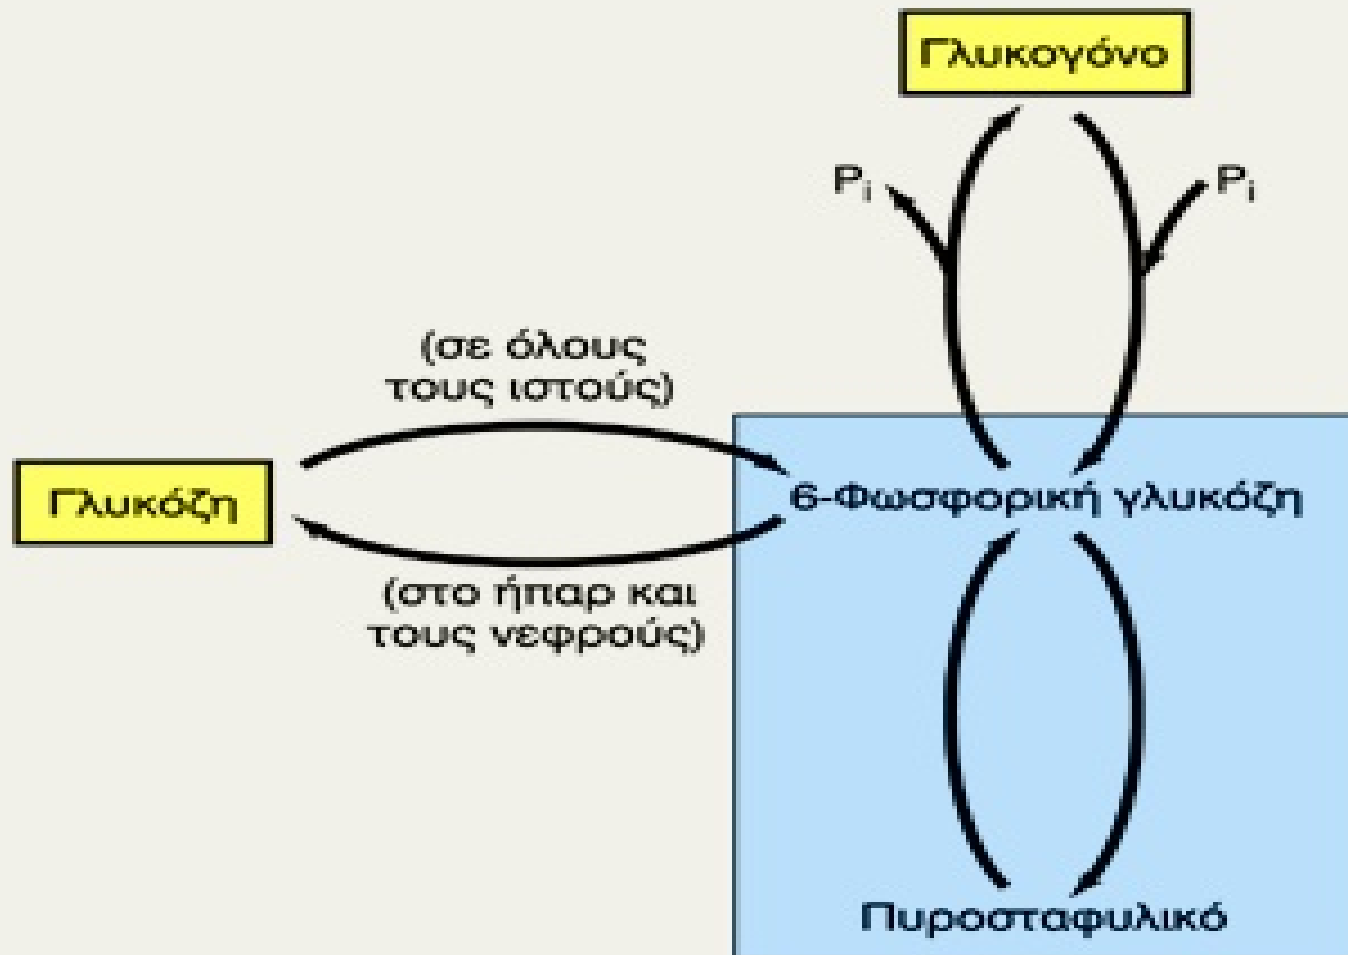 Γλυκογόνο
Pi
Pi
(σε όλους
τους ιστούς)
Γλυκόζη
6-Φωσφορική γλυκόζη
(στο ήπαρ και
τους νεφρούς)
Πυροσταφυλικό